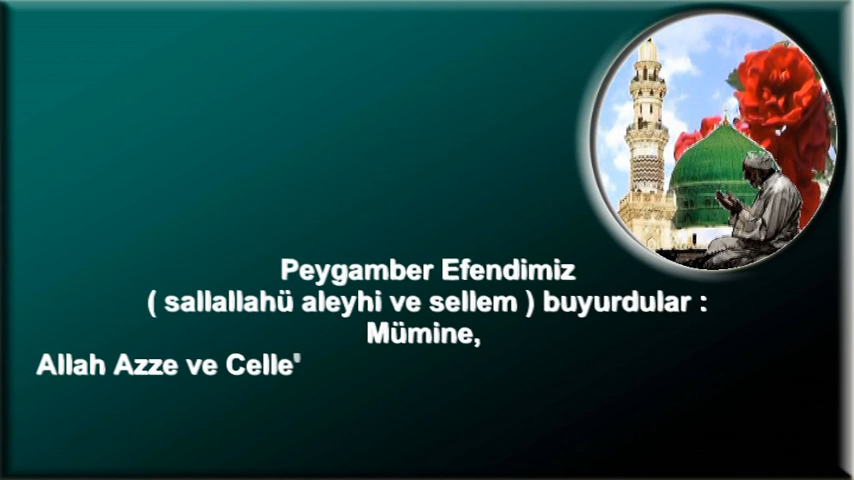 Peygamber Efendimiz
( sallallahü aleyhi ve sellem ) buyurdular :
Mümine,
Allah Azze ve Celle'